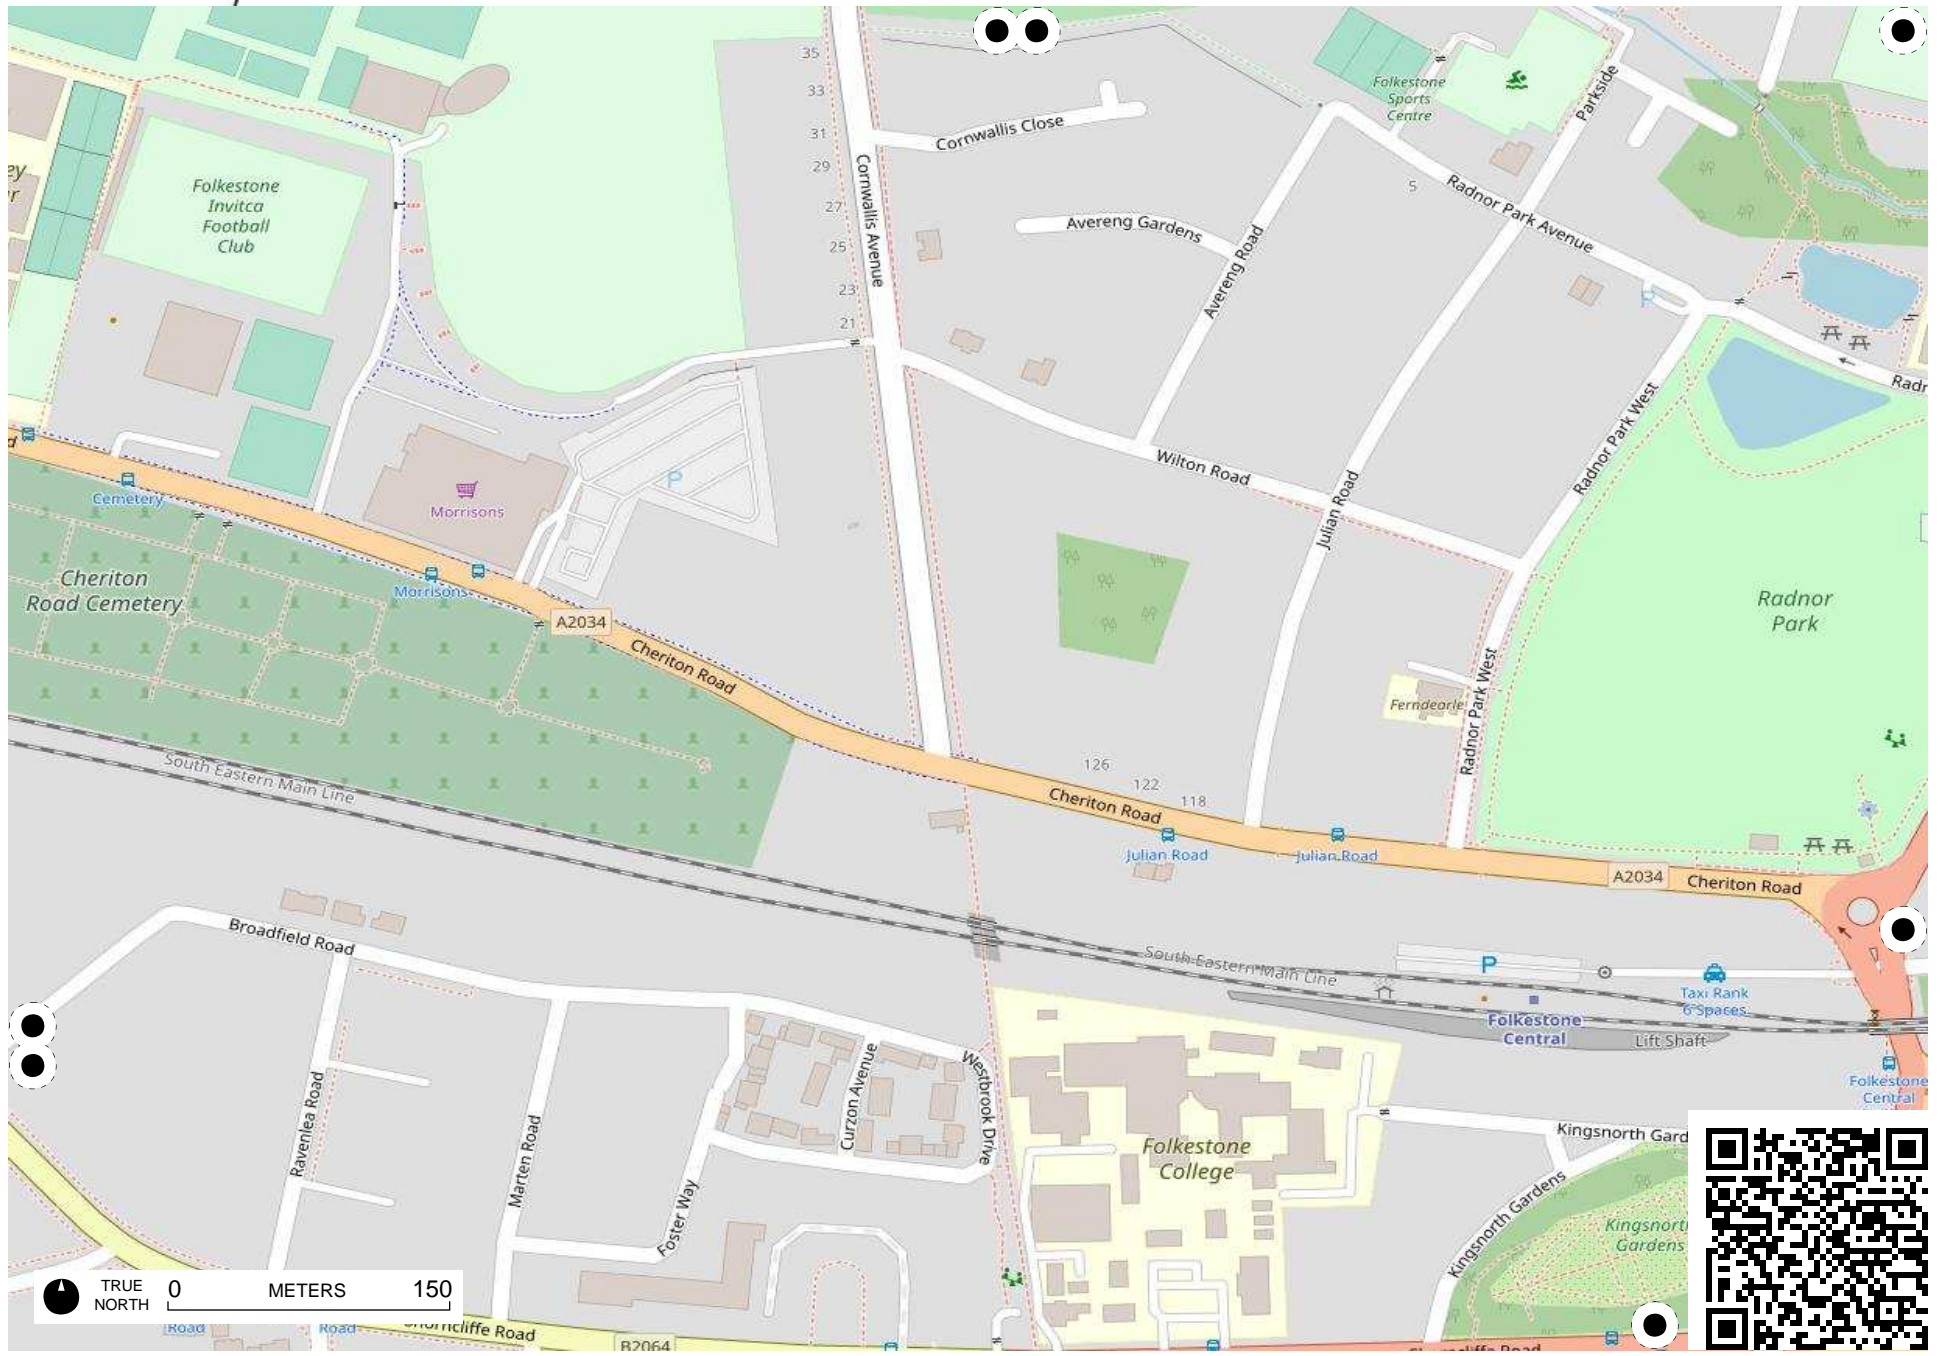 35
33
31
29
27
25
23
21
Cornwallis Close
Cornwallis Avenue
Folkestone
Sports
Centre
Parkside
5
Radnor Park Avenue
Folkestone
Invitca
Football
Club
Avereng Gardens
Avereng Road
P
Radnor Park West
Wilton Road
Julian Road
Cemetery
Morrisons
P
Morrisons
Cheriton
Road Cemetery
A2034
Cheriton Road
Radnor
Park
Ferndearle
Radnor Park West
South Eastern Main Line
126
122
118
Cheriton Road
Julian Road
Julian Road
A2034
Cheriton Road
Broadfield Road
South Eastern Main Line
P
Taxi Rank
6 Spaces
Folkestone
Central
Lift Shaft
Folkestone
Central
Westbrook Drive
Curzon Avenue
Ravenlea Road
Marten Road
Foster Way
Folkestone
College
Kingsnorth Gard
Kingsnorth Gardens
Kingsnort
Gardens
TRUE
NORTH
0
METERS
150
Road
Road
B2064